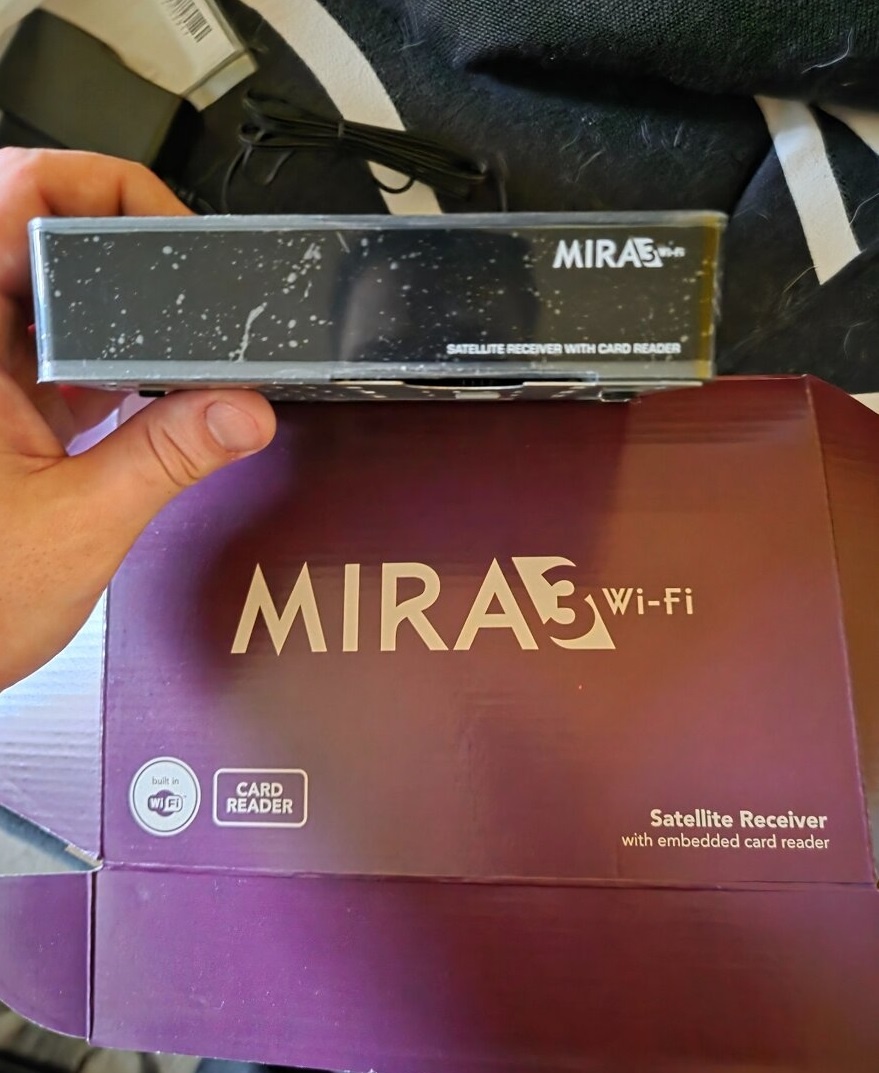 MIRA3 Wi-Fi
SATELLITE RECEIVER WITH CARD READER
MIRA3 Wi-Fi
built in
Wi Fi
CARD
READER
Satellite Receiver
with embedded card reader